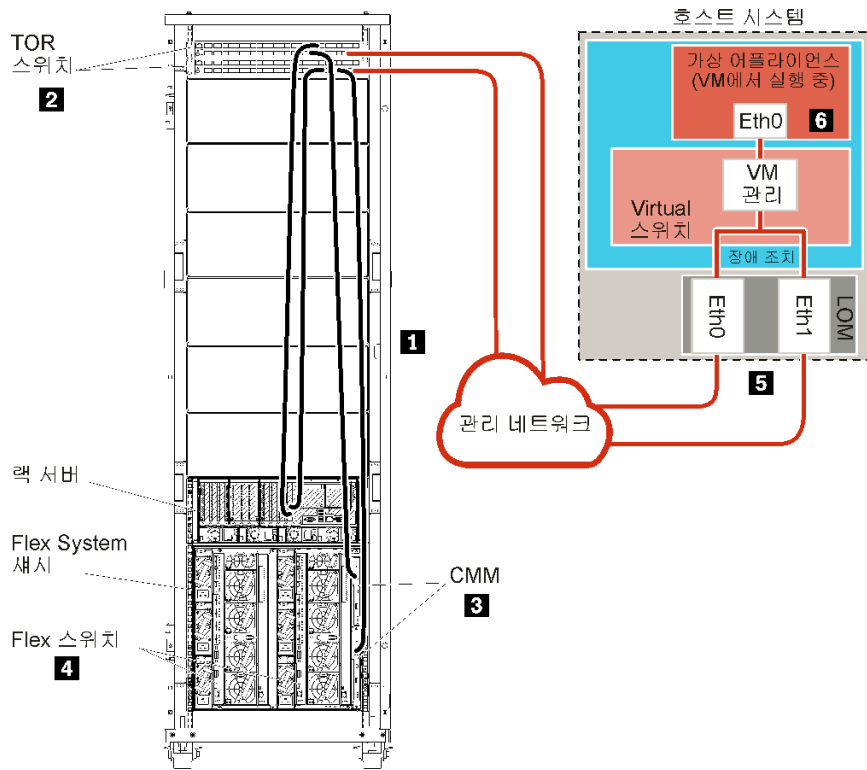 TOR
스위치
2
호스트 시스템
가상 어플라이언스
(VM에서 실행 중)
Eth0
6
VM
관리
Virtual
스위치
장애 조치
Eth0
Eth1
LOM
5
1
관리 네트워크
랙 서버
Flex System
섀시
CMM
3
Flex 스위치
4